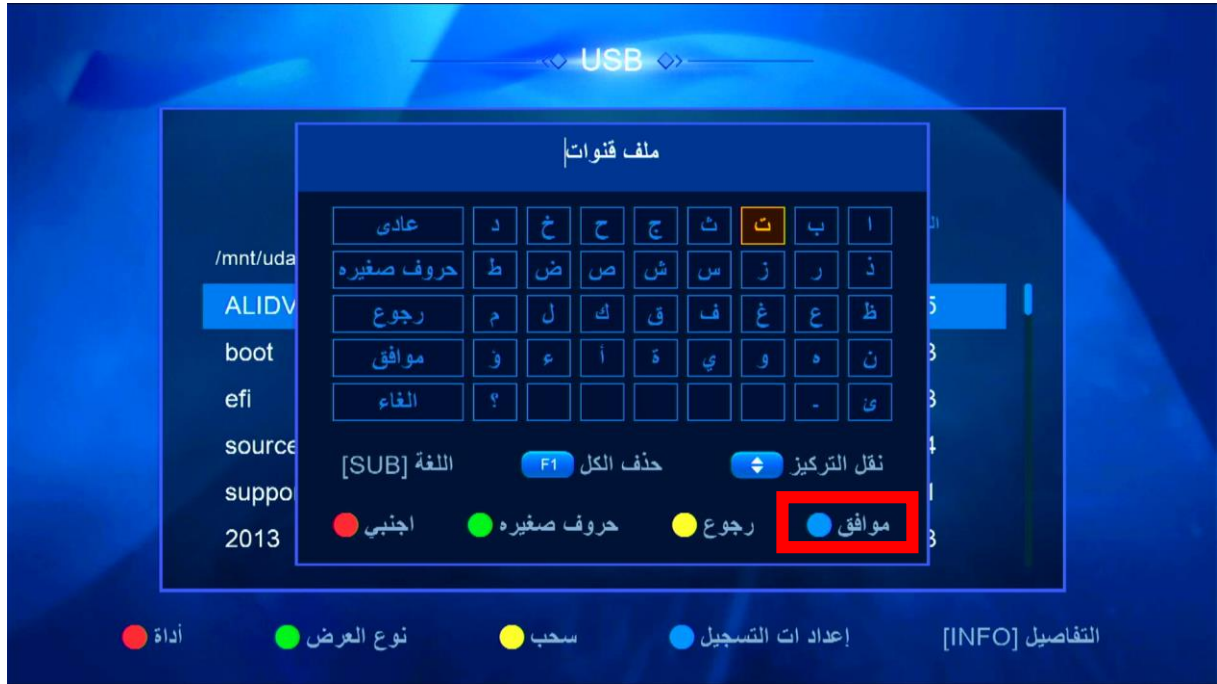 USB
ملف قنوات
ا ب ت ث ج ح خ د عادى
ذ ر ز س ش ص ض ط حروف صغيره
ظ ع غ ف ق ك ل م رجوع
ن ه و ي ة أ ء ؤ موافق
ئ - ؟ الغاء
نقل التركيز حذف الكل F1 اللغة [SUB]
موافق رجوع حروف صغيره اجنبي
/mnt/uda
ALIDV
boot
efi
source
suppo
2013
التفاصيل [INFO] إعداد ات التسجيل سحب نوع العرض أداة